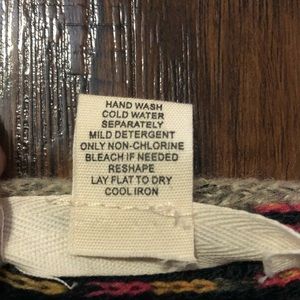 HAND WASH
COLD WATER
SEPARATELY
MILD DETERGENT
ONLY NON-CHLORINE
BLEACH IF NEEDED
RESHAPE
LAY FLAT TO DRY
COOL IRON